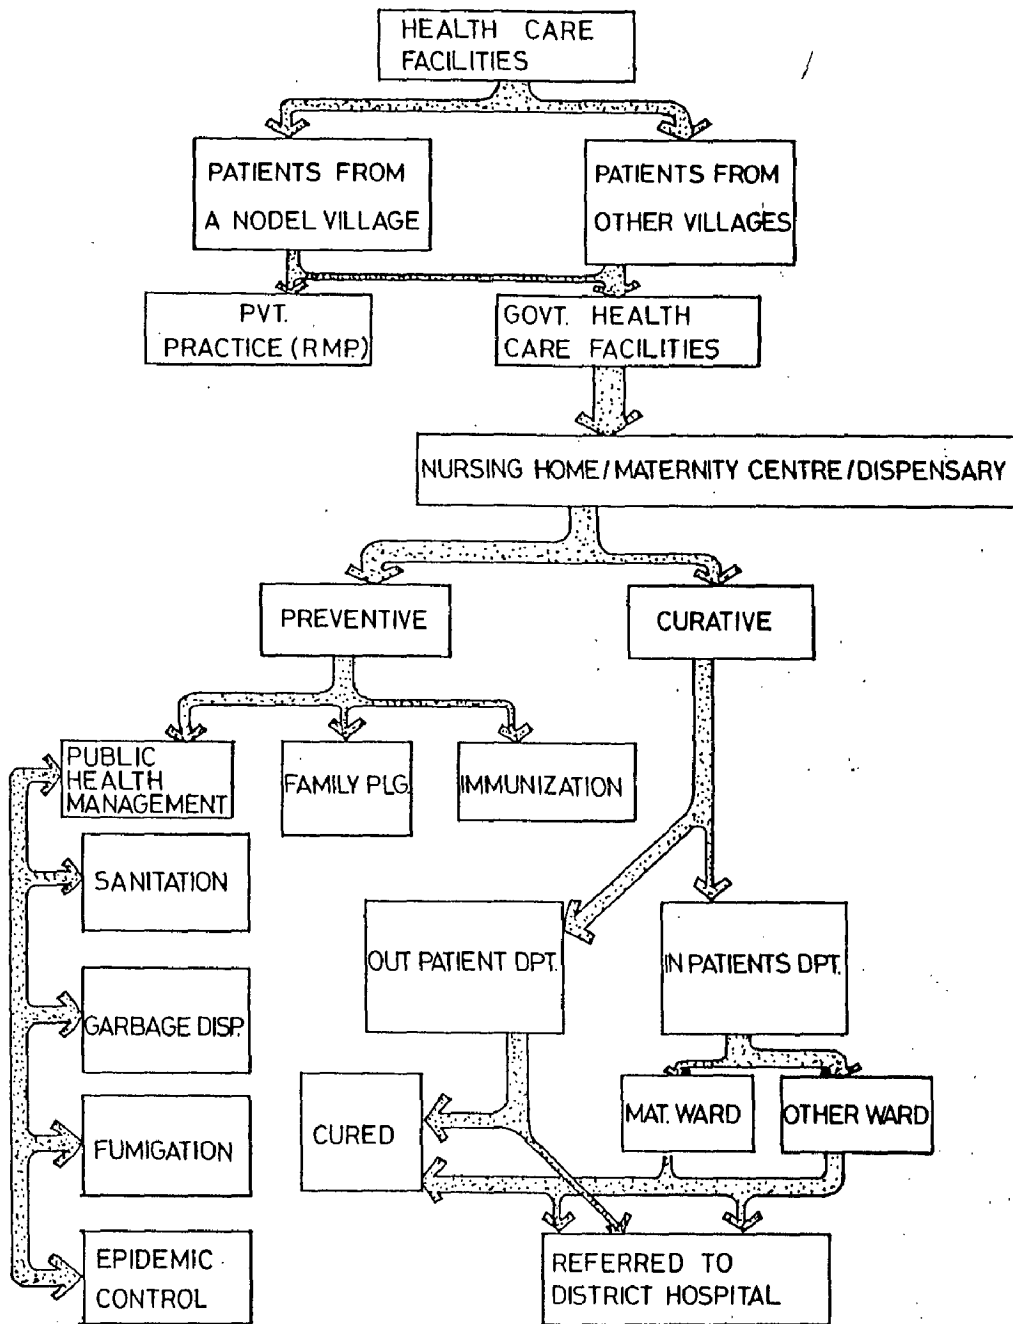 HEALTH CARE
FACILITIES
PATIENTS FROM
A NODEL VILLAGE
PATIENTS FROM
OTHER VILLAGES
PVT.
PRACTICE (RMP.)
GOVT. HEALTH
CARE FACILITIES
NURSING HOME/MATERNITY CENTRE/DISPENSARY
PREVENTIVE
CURATIVE
PUBLIC
HEALTH
MANAGEMENT
FAMILY PLG.
IMMUNIZATION
SANITATION
OUT PATIENT DPT.
IN PATIENTS DPT.
GARBAGE DISP.
MAT. WARD
OTHER WARD
CURED
FUMIGATION
EPIDEMIC
CONTROL
REFERRED TO
DISTRICT HOSPITAL